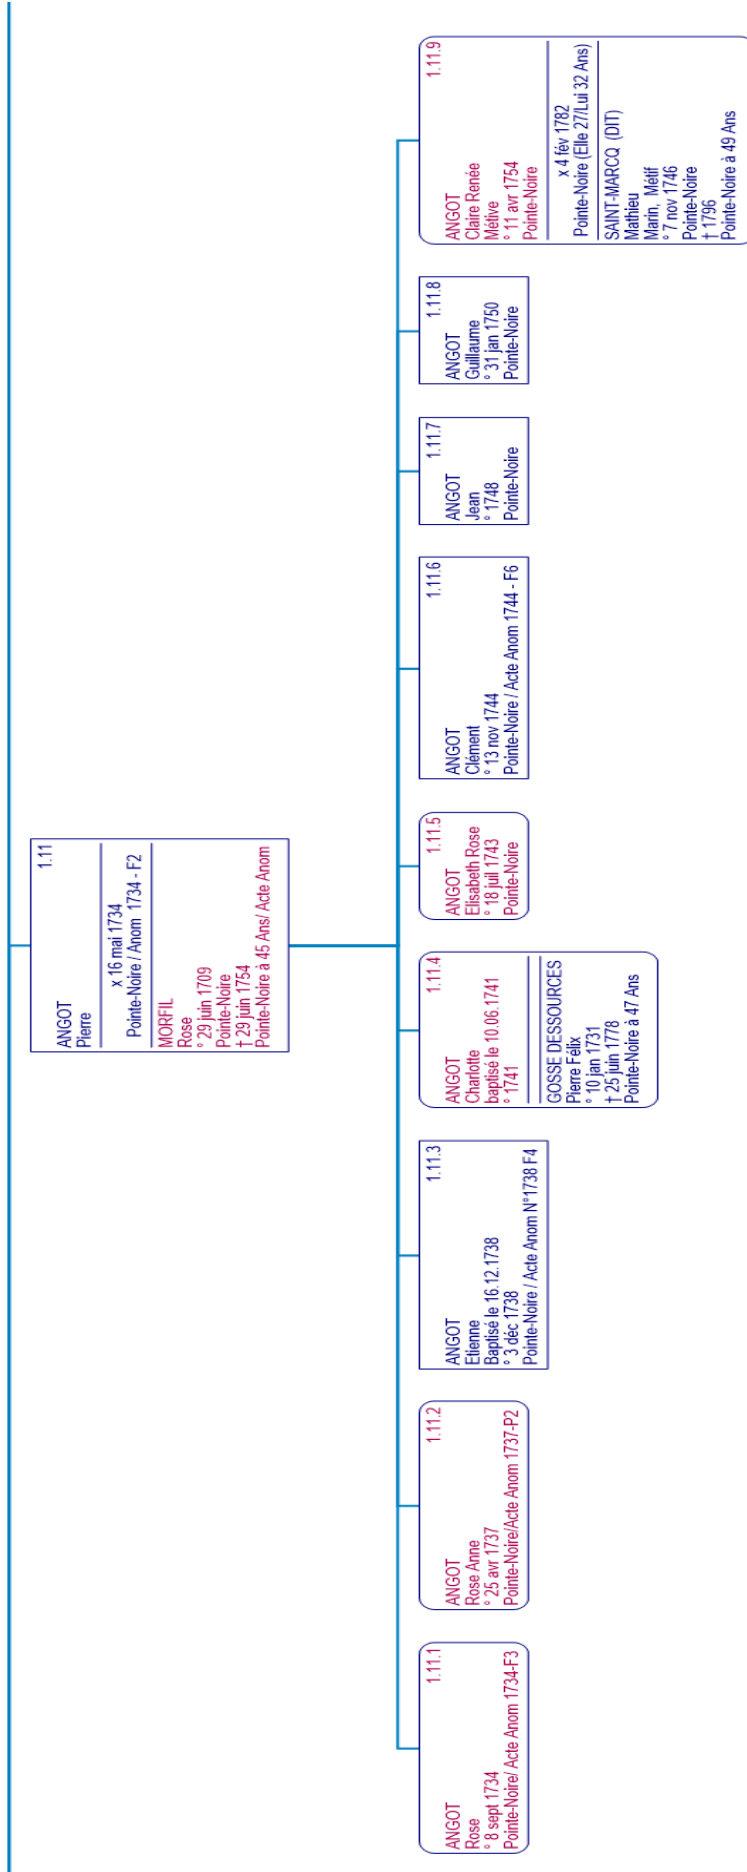 1.11
ANGOT
Pierre
x 16 mai 1734
Pointe-Noire / Anom 1734 - F2
MORFIL
Rose
° 29 juin 1709
Pointe-Noire
† 29 juin 1754
Pointe-Noire à 45 Ans/ Acte Anom
1.11.1
ANGOT
Rose
° 8 sept 1734
Pointe-Noire/ Acte Anom 1734-F3
1.11.2
ANGOT
Rose Anne
° 25 avr 1737
Pointe-Noire/Acte Anom 1737-P2
1.11.3
ANGOT
Etienne
Baptisé le 16.12.1738
° 3 déc 1738
Pointe-Noire / Acte Anom N°1738 F4
1.11.4
ANGOT
Charlotte
baptisé le 10.06.1741
° 1741
GOSSE DESSOURCES
Pierre Félix
° 10 jan 1731
† 25 juin 1778
Pointe-Noire à 47 Ans
1.11.5
ANGOT
Elisabeth Rose
° 18 juil 1743
Pointe-Noire
1.11.6
ANGOT
Clément
° 13 nov 1744
Pointe-Noire / Acte Anom 1744 - F6
1.11.7
ANGOT
Jean
° 1748
Pointe-Noire
1.11.8
ANGOT
Guillaume
° 31 jan 1750
Pointe-Noire
1.11.9
ANGOT
Claire Renée
Métive
° 11 avr 1754
Pointe-Noire
x 4 fév 1782
Pointe-Noire (Elle 27/Lui 32 Ans)
SAINT-MARCQ (DIT)
Mathieu
Marin, Métif
° 7 nov 1746
Pointe-Noire
† 1796
Pointe-Noire à 49 Ans